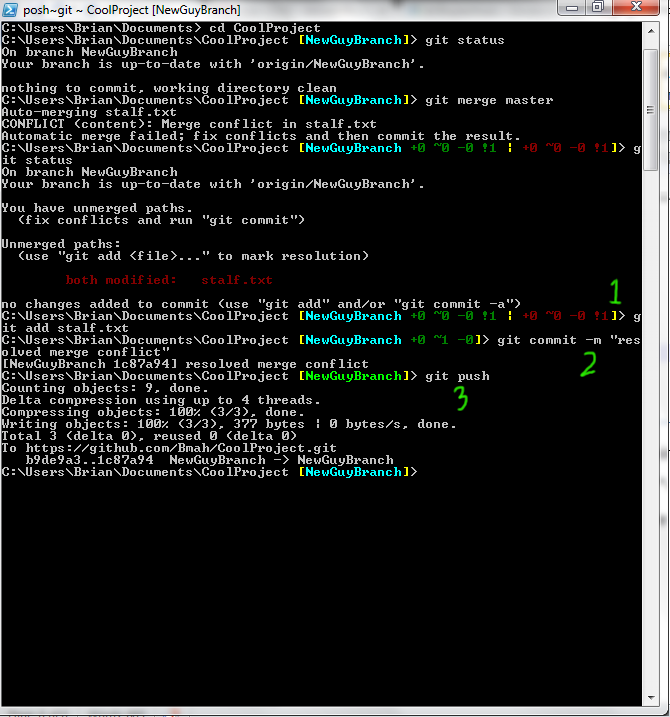 posh~git ~ CoolProject [NewGuyBranch]
C:\Users\Brian\Documents> cd CoolProject
C:\Users\Brian\Documents\CoolProject [NewGuyBranch]> git status
On branch NewGuyBranch
Your branch is up-to-date with 'origin/NewGuyBranch'.
nothing to commit, working directory clean
C:\Users\Brian\Documents\CoolProject [NewGuyBranch]> git merge master
Auto-merging stalf.txt
CONFLICT (content): Merge conflict in stalf.txt
Automatic merge failed; fix conflicts and then commit the result.
C:\Users\Brian\Documents\CoolProject [NewGuyBranch +0 ~0 -0 !1 | +0 ~0 -0 !1]> g
it status
On branch NewGuyBranch
Your branch is up-to-date with 'origin/NewGuyBranch'.
You have unmerged paths.
(fix conflicts and run "git commit")
Unmerged paths:
(use "git add <file>..." to mark resolution)
both modified: stalf.txt
no changes added to commit (use "git add" and/or "git commit -a")
1
C:\Users\Brian\Documents\CoolProject [NewGuyBranch +0 ~0 -0 !1 | +0 ~0 -0 !1]> g
it add stalf.txt
C:\Users\Brian\Documents\CoolProject [NewGuyBranch +0 ~1 -0]> git commit -m "res
olved merge conflict"
2
[NewGuyBranch 1c87a94] resolved merge conflict
C:\Users\Brian\Documents\CoolProject [NewGuyBranch]> git push
3
Counting objects: 9, done.
Delta compression using up to 4 threads.
Compressing objects: 100% (3/3), done.
Writing objects: 100% (3/3), 377 bytes | 0 bytes/s, done.
Total 3 (delta 0), reused 0 (delta 0)
To https://github.com/Bmah/CoolProject.git
b9de9a3..1c87a94 NewGuyBranch -> NewGuyBranch
C:\Users\Brian\Documents\CoolProject [NewGuyBranch]>